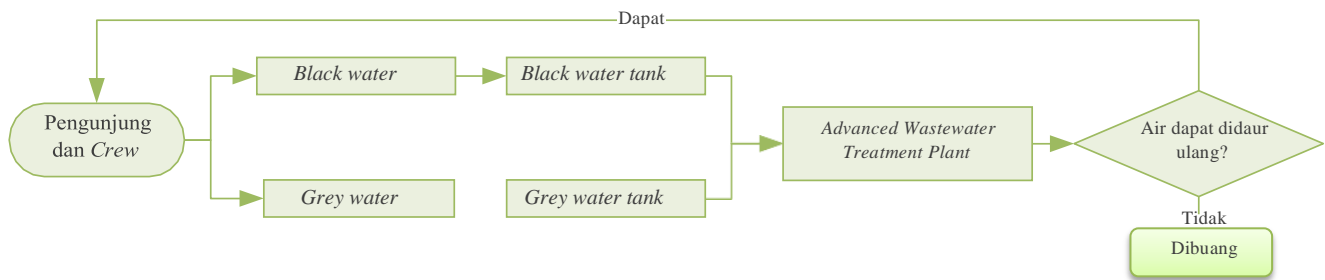 Dapat
Black water
Black water tank
Pengunjung
dan Crew
Advanced Wastewater
Treatment Plant
Air dapat didaur
ulang?
Grey water
Grey water tank
Tidak
Dibuang